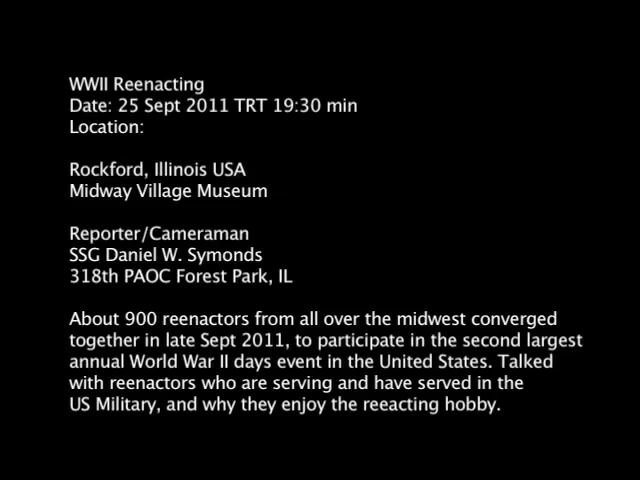 WWII Reenacting
Date: 25 Sept 2011 TRT 19:30 min
Location:
Rockford, Illinois USA
Midway Village Museum
Reporter/Cameraman
SSG Daniel W. Symonds
318th PAOC Forest Park, IL
About 900 reenactors from all over the midwest converged
together in late Sept 2011, to participate in the second largest
annual World War II days event in the United States. Talked
with reenactors who are serving and have served in the
US Military, and why they enjoy the reeacting hobby.